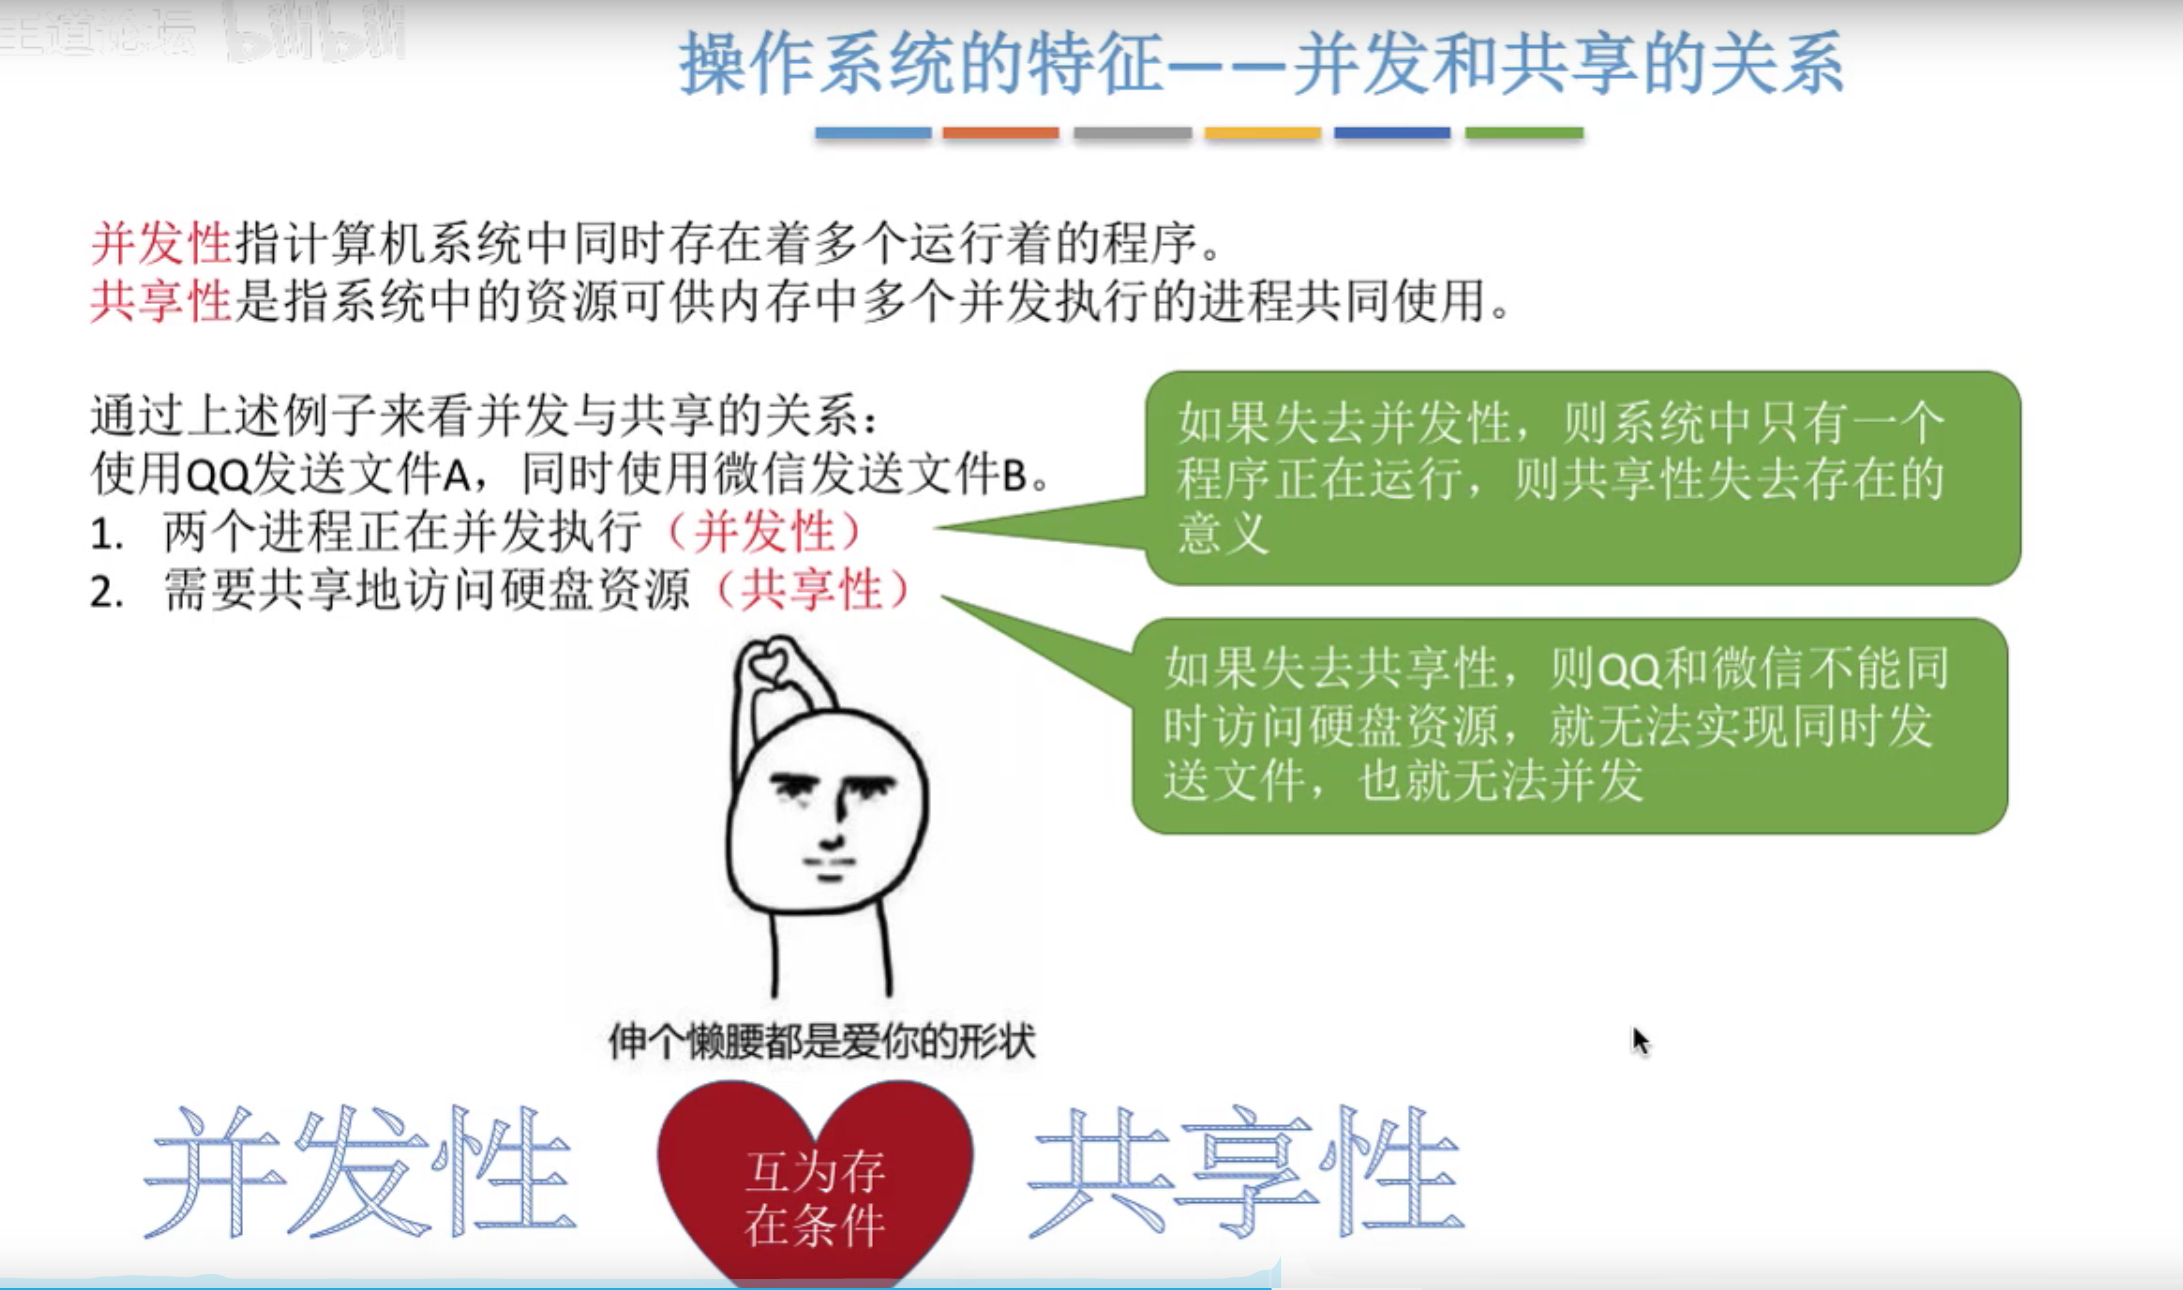 王道论坛 bilibili
操作系统的特征——并发和共享的关系
并发性指计算机系统中同时存在着多个运行着的程序。
共享性是指系统中的资源可供内存中多个并发执行的进程共同使用。
通过上述例子来看并发与共享的关系：
使用QQ发送文件A，同时使用微信发送文件B。
1. 两个进程正在并发执行（并发性）
2. 需要共享地访问硬盘资源（共享性）
如果失去并发性，则系统中只有一个
程序正在运行，则共享性失去存在的
意义
如果失去共享性，则QQ和微信不能同
时访问硬盘资源，就无法实现同时发
送文件，也就无法并发
伸个懒腰都是爱你的形状
并发性
互为存
在条件
共享性